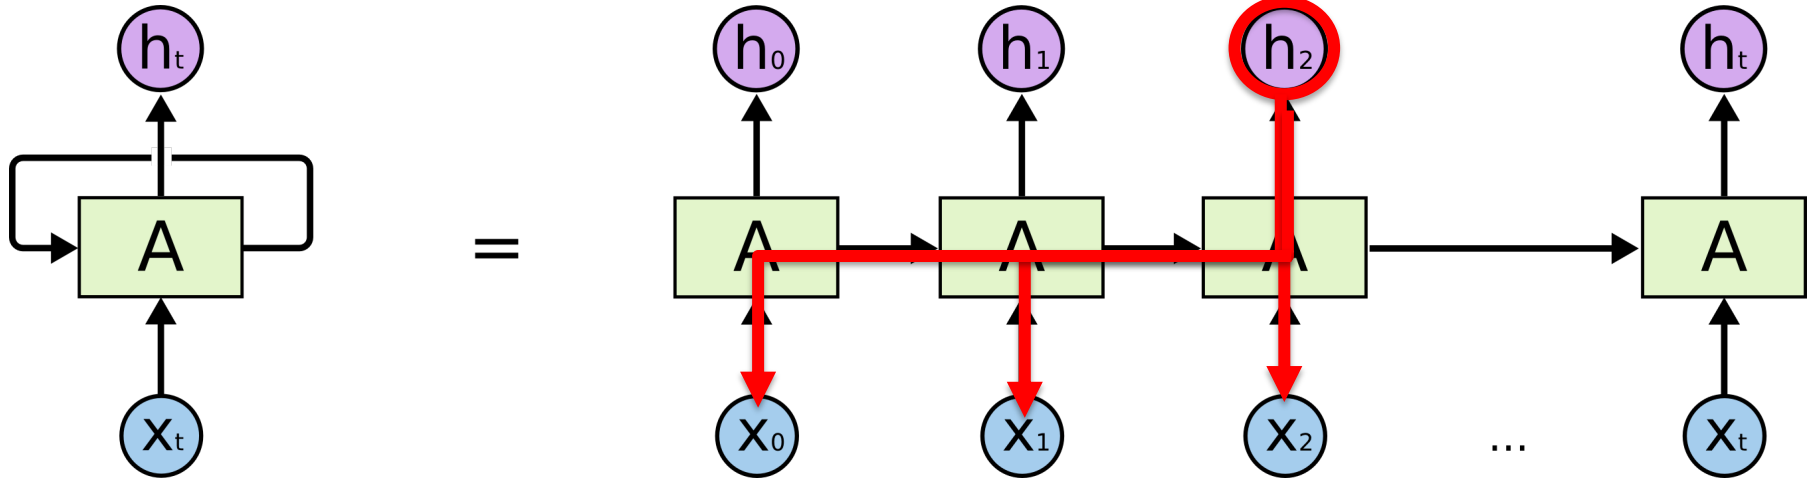 hₜ h₀ h₁ h₂ hₜ
A = A A A A
xₜ x₀ x₁ x₂ ... xₜ